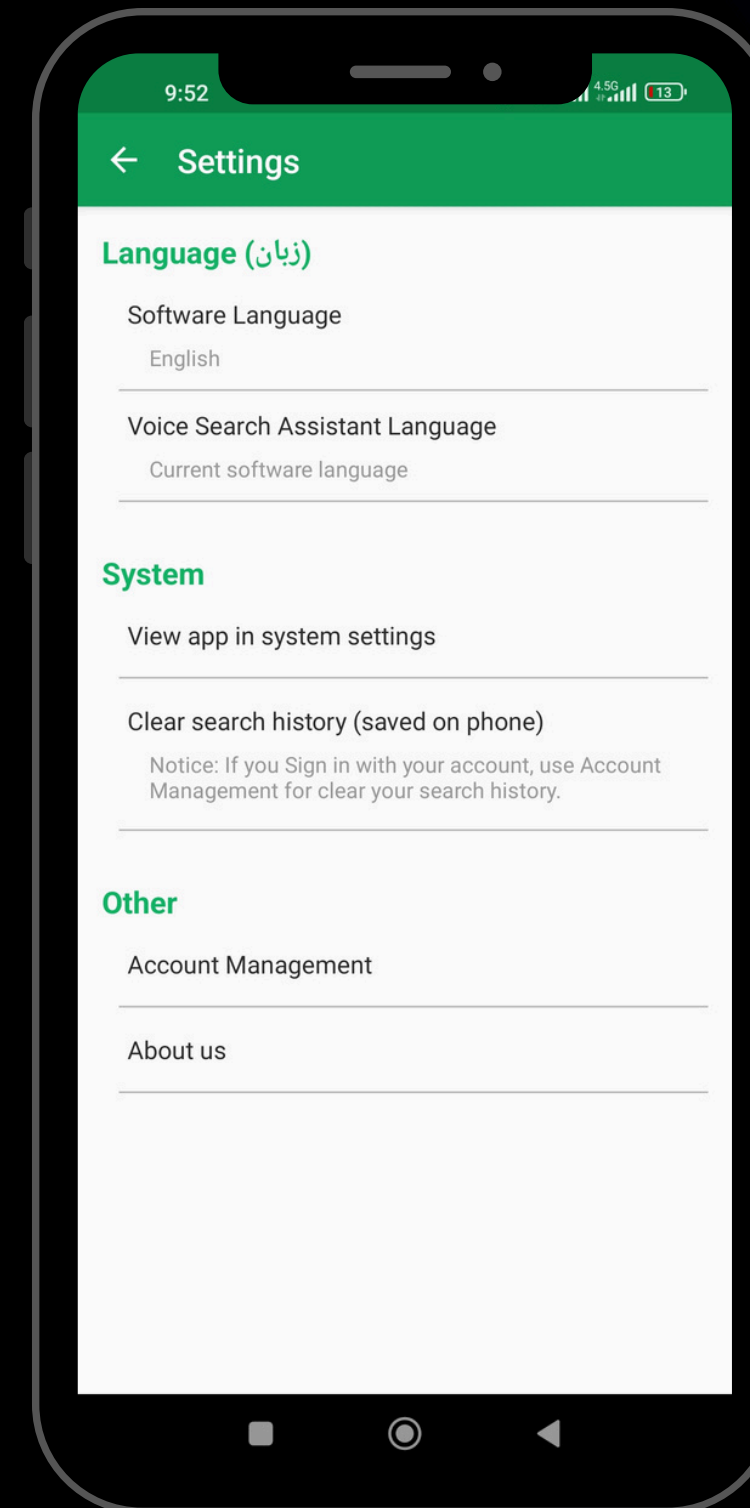 9:52
4.5G
13
Settings
Language (زبان)
Software Language
English
Voice Search Assistant Language
Current software language
System
View app in system settings
Clear search history (saved on phone)
Notice: If you Sign in with your account, use Account
Management for clear your search history.
Other
Account Management
About us